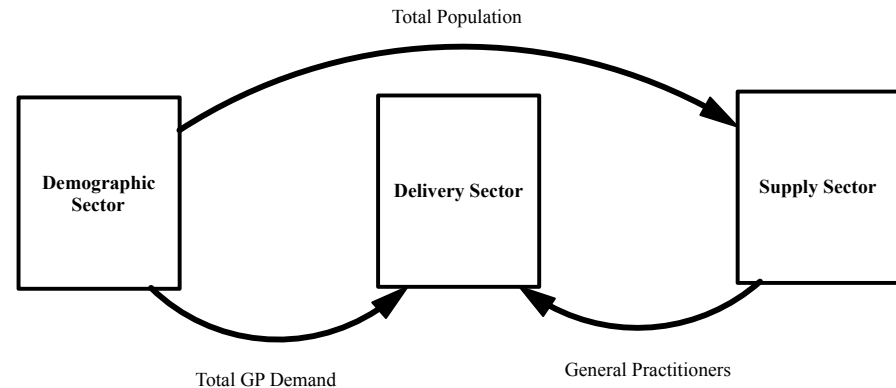 Total Population
Demographic
Sector
Delivery Sector
Supply Sector
Total GP Demand
General Practitioners